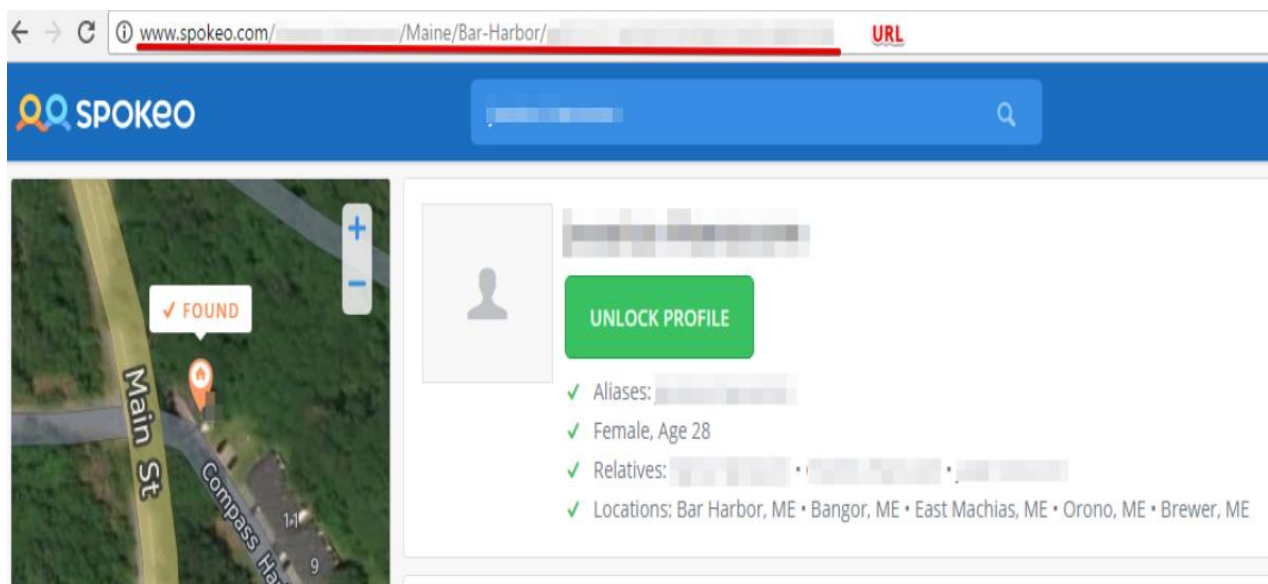 www.spokeo.com/ /Maine/Bar-Harbor/ URL
SPOKEO
UNLOCK PROFILE
✓ FOUND
Main St
Compass Ha
11
9
✓ Aliases:
✓ Female, Age 28
✓ Relatives: • •
✓ Locations: Bar Harbor, ME • Bangor, ME • East Machias, ME • Orono, ME • Brewer, ME